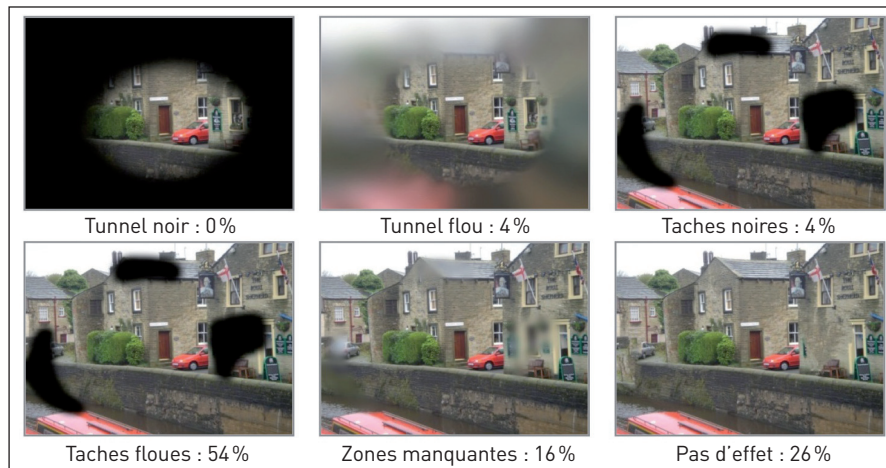 Tunnel noir : 0 %
Tunnel flou : 4 %
Taches noires : 4 %
Taches floues : 54 %
Zones manquantes : 16 %
Pas d'effet : 26 %